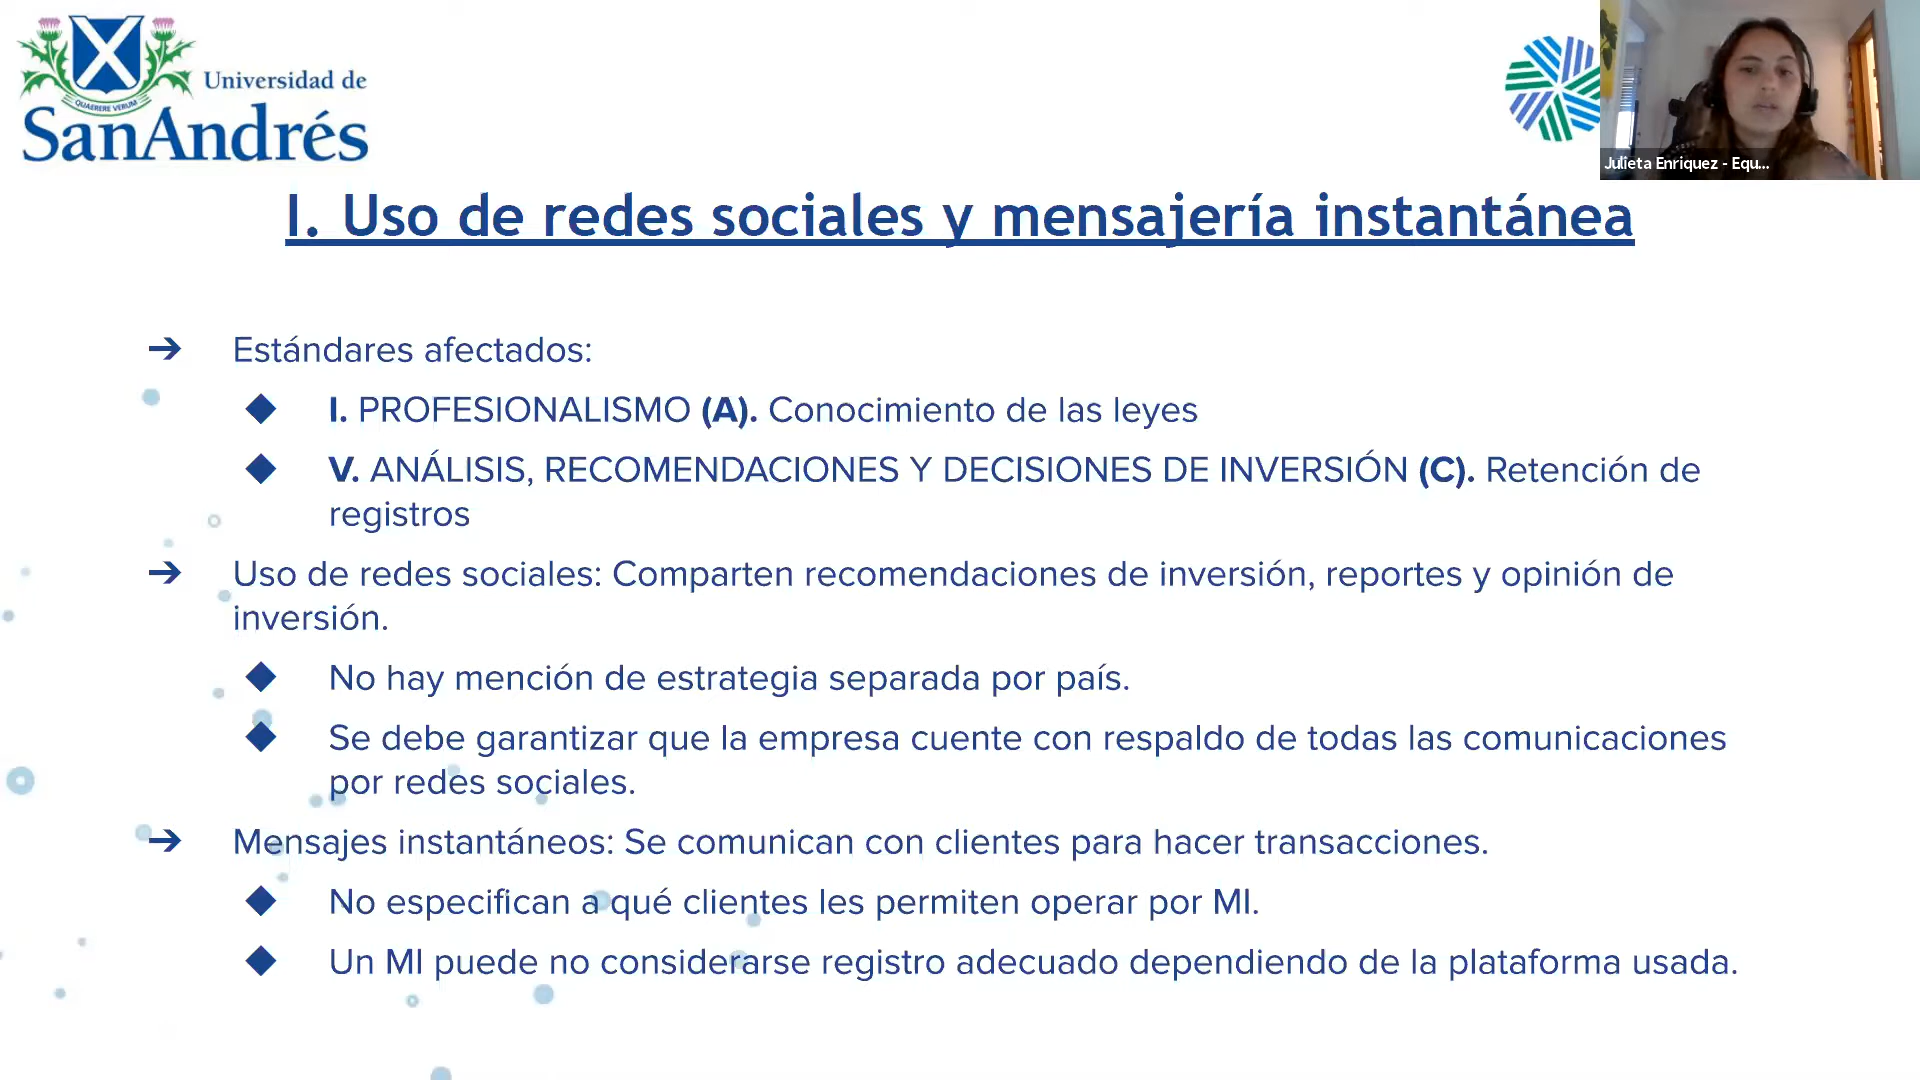 QUAERERE VERUM
Universidad de
SanAndrés
Julieta Enriquez - Equ...
I. Uso de redes sociales y mensajería instantánea
➔ Estándares afectados:
◆ I. PROFESIONALISMO (A). Conocimiento de las leyes
◆ V. ANÁLISIS, RECOMENDACIONES Y DECISIONES DE INVERSIÓN (C). Retención de
registros
➔ Uso de redes sociales: Comparten recomendaciones de inversión, reportes y opinión de
inversión.
◆ No hay mención de estrategia separada por país.
◆ Se debe garantizar que la empresa cuente con respaldo de todas las comunicaciones
por redes sociales.
➔ Mensajes instantáneos: Se comunican con clientes para hacer transacciones.
◆ No especifican a qué clientes les permiten operar por MI.
◆ Un MI puede no considerarse registro adecuado dependiendo de la plataforma usada.